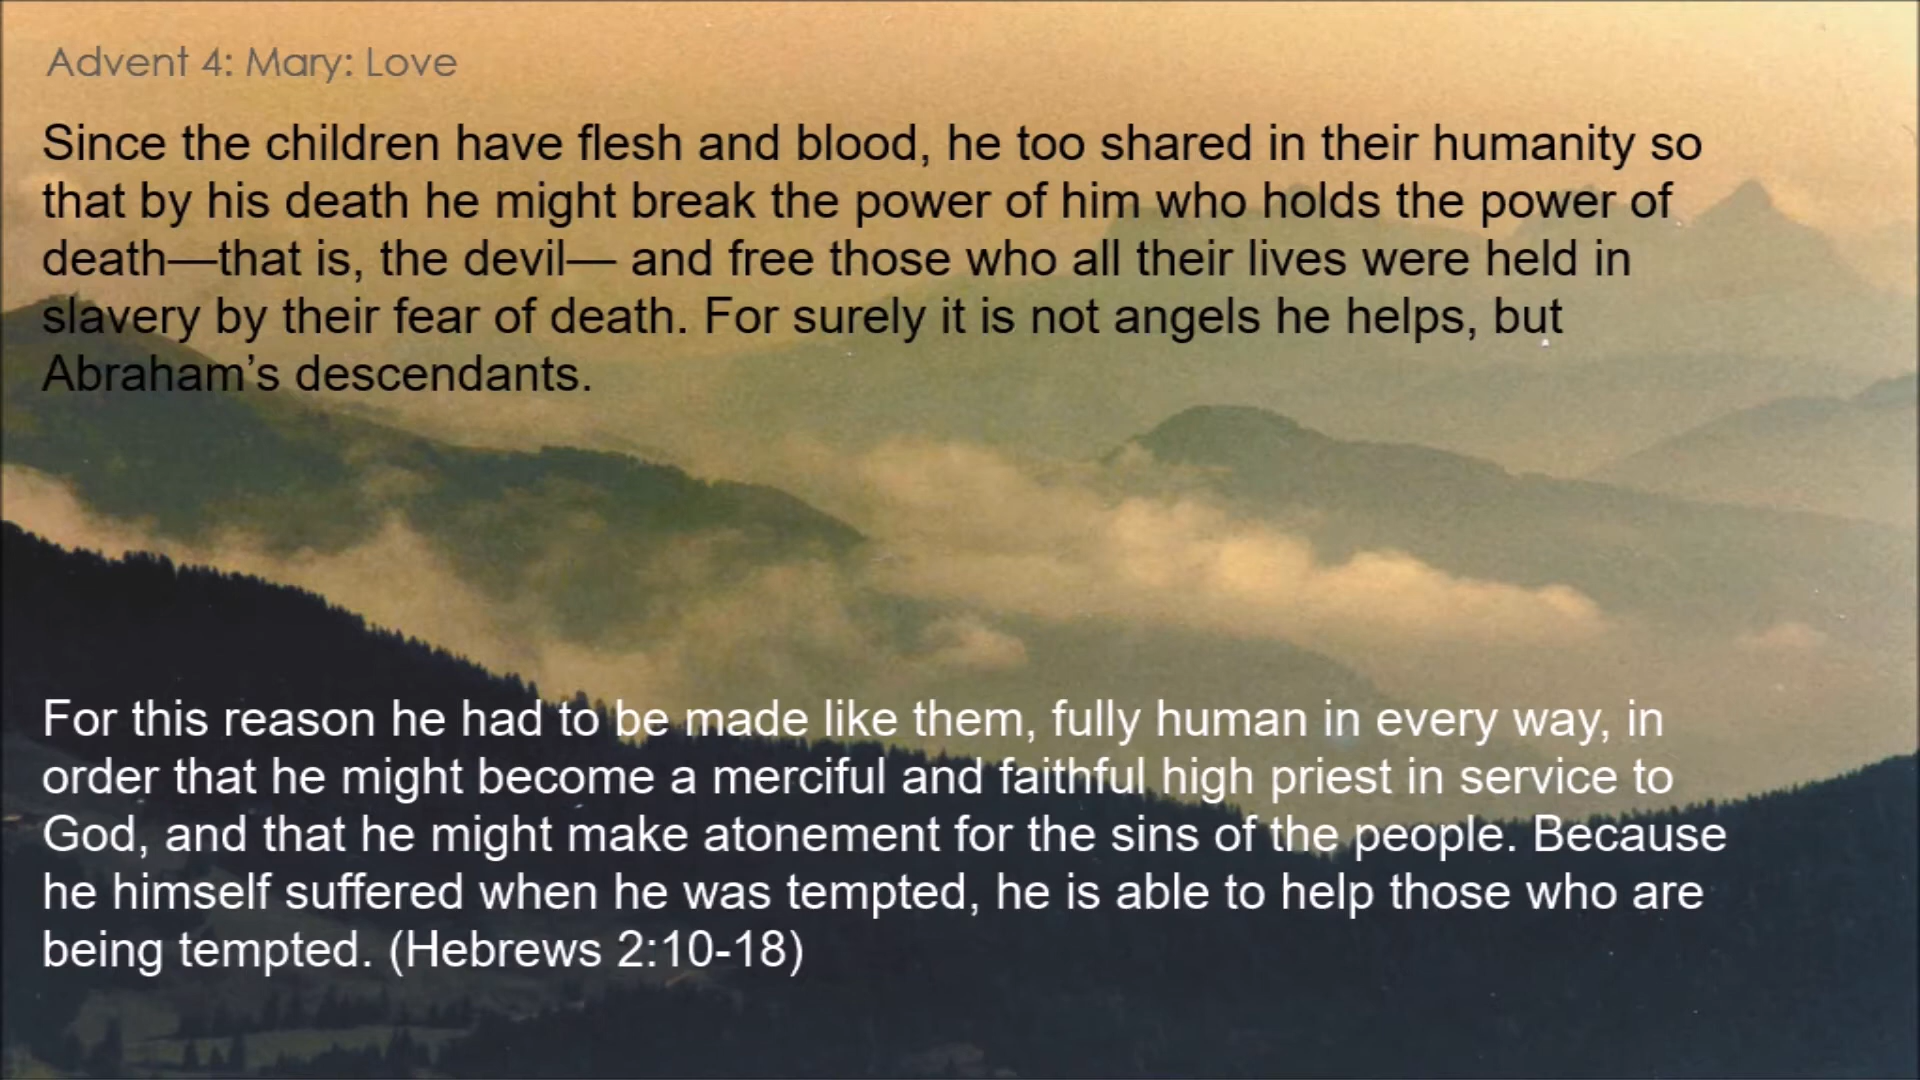 Advent 4: Mary: Love
Since the children have flesh and blood, he too shared in their humanity so
that by his death he might break the power of him who holds the power of
death—that is, the devil— and free those who all their lives were held in
slavery by their fear of death. For surely it is not angels he helps, but
Abraham’s descendants.
For this reason he had to be made like them, fully human in every way, in
order that he might become a merciful and faithful high priest in service to
God, and that he might make atonement for the sins of the people. Because
he himself suffered when he was tempted, he is able to help those who are
being tempted. (Hebrews 2:10-18)